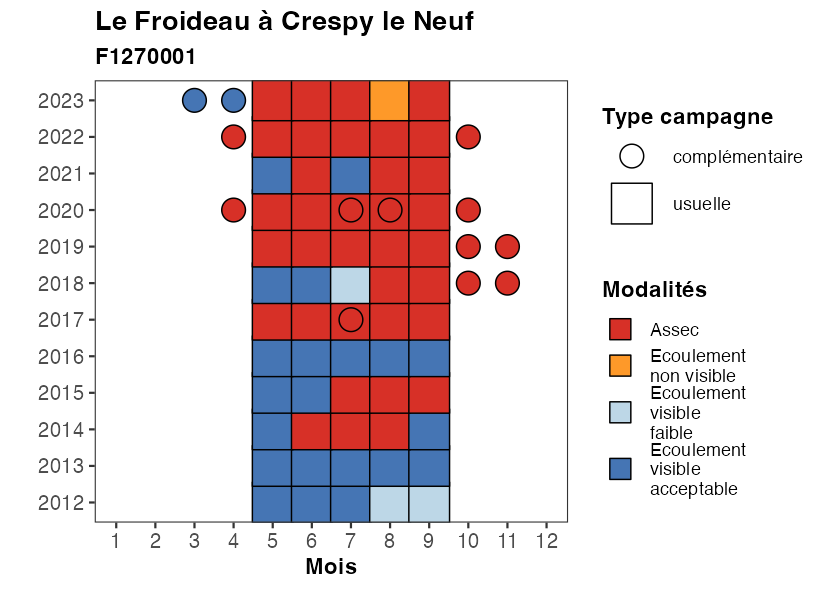 Le Froideau à Crespy le Neuf
F1270001
2023
2022
2021
2020
2019
2018
2017
2016
2015
2014
2013
2012
1 2 3 4 5 6 7 8 9 10 11 12
Mois
Type campagne
complémentaire
usuelle
Modalités
Assec
Ecoulement
non visible
Ecoulement
visible
faible
Ecoulement
visible
acceptable